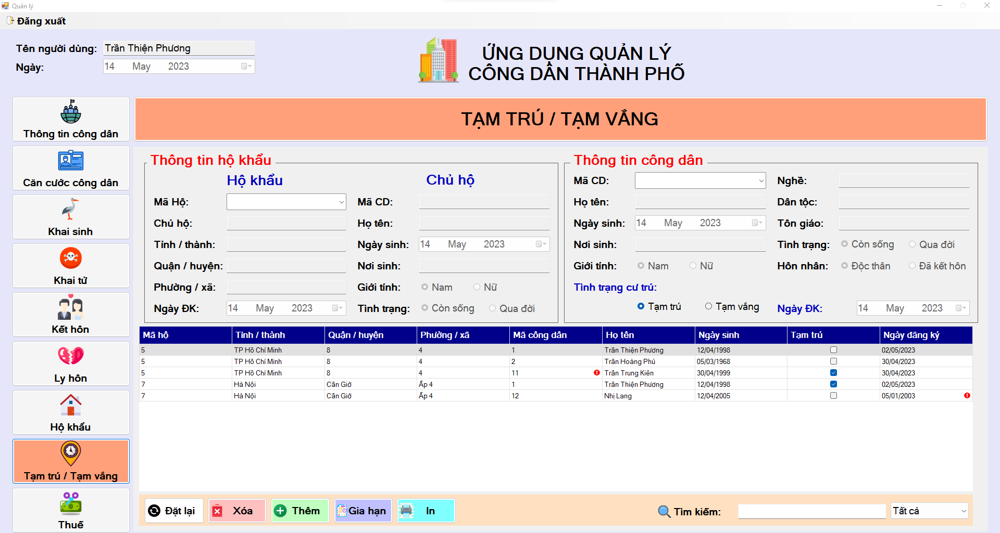 Quản lý
Đăng xuất
Tên người dùng: Trần Thiện Phương
Ngày: 14 May 2023
ỨNG DỤNG QUẢN LÝ
CÔNG DÂN THÀNH PHỐ
Thông tin công dân
Căn cước công dân
Khai sinh
Khai tử
Kết hôn
Ly hôn
Hộ khẩu
Tạm trú / Tạm vắng
Thuế
TẠM TRÚ / TẠM VẮNG
Thông tin hộ khẩu
Hộ khẩu
Mã Hộ:
Chủ hộ:
Tỉnh / thành:
Quận / huyện:
Phường / xã:
Ngày ĐK: 14 May 2023
Chủ hộ
Mã CD:
Họ tên:
Ngày sinh: 14 May 2023
Nơi sinh:
Giới tính: Nam Nữ
Tình trạng: Còn sống Qua đời
Thông tin công dân
Mã CD:
Họ tên:
Ngày sinh: 14 May 2023
Nơi sinh:
Giới tính: Nam Nữ
Nghề:
Dân tộc:
Tôn giáo:
Tình trạng: Còn sống Qua đời
Hôn nhân: Độc thân Đã kết hôn
Tình trạng cư trú:
Tạm trú Tạm vắng Ngày ĐK: 14 May 2023
Mã hộ Tỉnh / thành Quận / huyện Phường / xã Mã công dân Họ tên Ngày sinh Tạm trú Ngày đăng ký
5 TP Hồ Chí Minh 8 4 1 Trần Thiện Phương 12/04/1998 02/05/2023
5 TP Hồ Chí Minh 8 4 2 Trần Hoàng Phú 05/03/1968 30/04/2023
5 TP Hồ Chí Minh 8 4 11 Trần Trung Kiên 30/04/1999 30/04/2023
7 Hà Nội Cần Giờ Ấp 4 1 Trần Thiện Phương 12/04/1998 02/05/2023
7 Hà Nội Cần Giờ Ấp 4 12 Nhị Lang 12/04/2005 05/01/2003
Đặt lại Xóa Thêm Gia hạn In Tìm kiếm: Tất cả